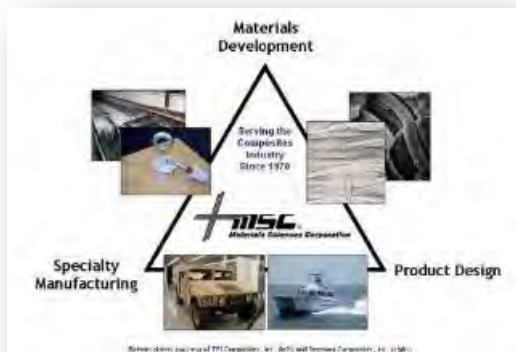 Materials
Development
Serving the
Composites
Industry
Since 1970
MSC
Materials Sciences Corporation
Specialty
Manufacturing
Product Design